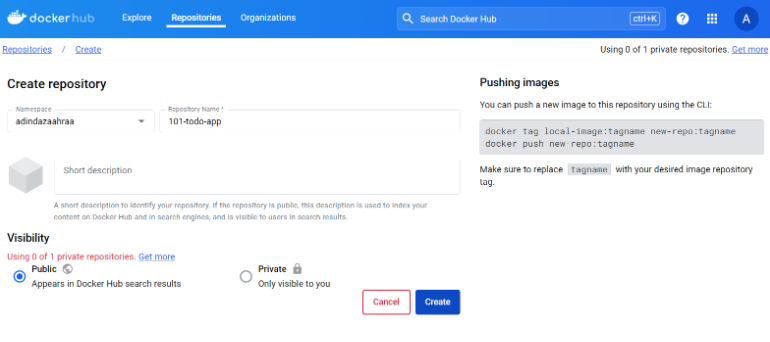 dockerhub Explore Repositories Organizations Search Docker Hub ctrl+K ? A
Repositories / Create Using 0 of 1 private repositories. Get more
Create repository
Namespace
adindazaahraa
Repository Name *
101-todo-app
Short description
A short description to identify your repository. If the repository is public, this description is used to index your
content on Docker Hub and in search engines, and is visible to users in search results.
Visibility
Using 0 of 1 private repositories. Get more
Public
Appears in Docker Hub search results
Private
Only visible to you
Cancel Create
Pushing images
You can push a new image to this repository using the CLI:
docker tag local-image:tagname new-repo:tagname
docker push new repo:tagname
Make sure to replace tagname with your desired image repository
tag.